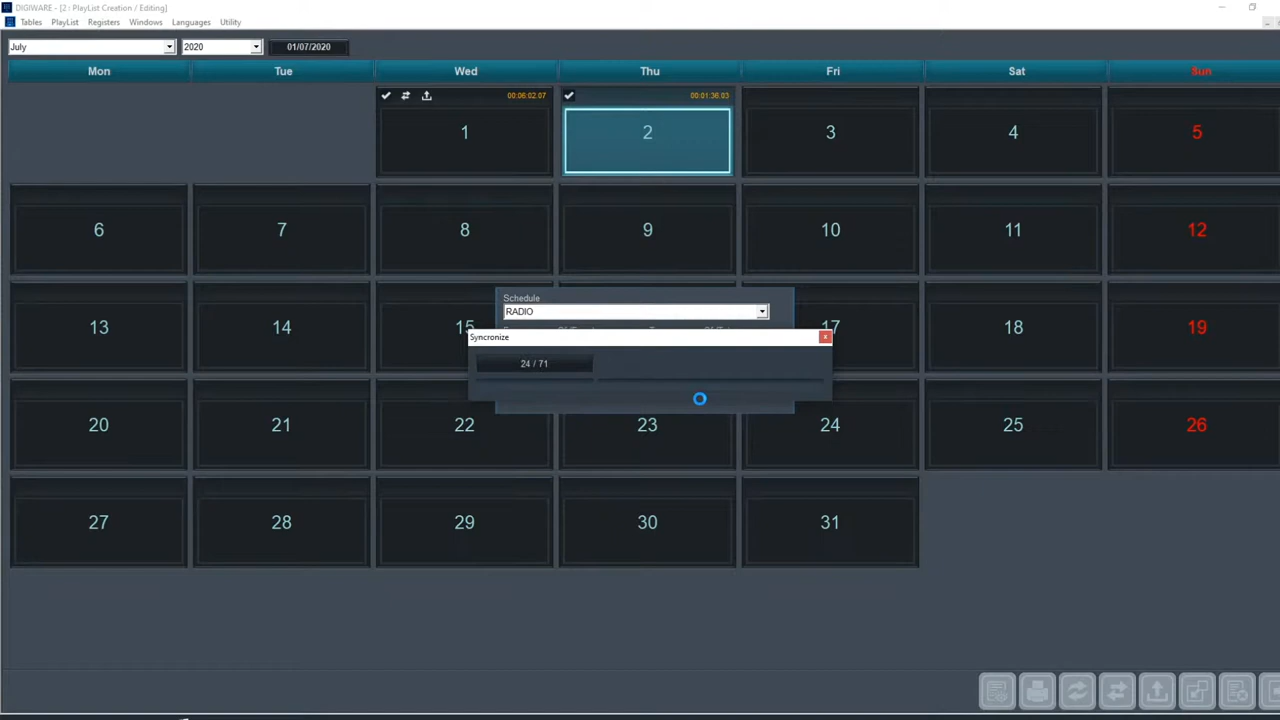 DIGIWARE - [2 : PlayList Creation / Editing]
Tables PlayList Registers Windows Languages Utility
July 2020 01/07/2020
Mon Tue Wed Thu Fri Sat Sun
00:06:02.07 00:01:36.03
1 2 3 4 5
6 7 8 9 10 11 12
Schedule
RADIO
13 14 15 17 18 19
Syncronize
24 / 71
20 21 22 23 24 25 26
27 28 29 30 31